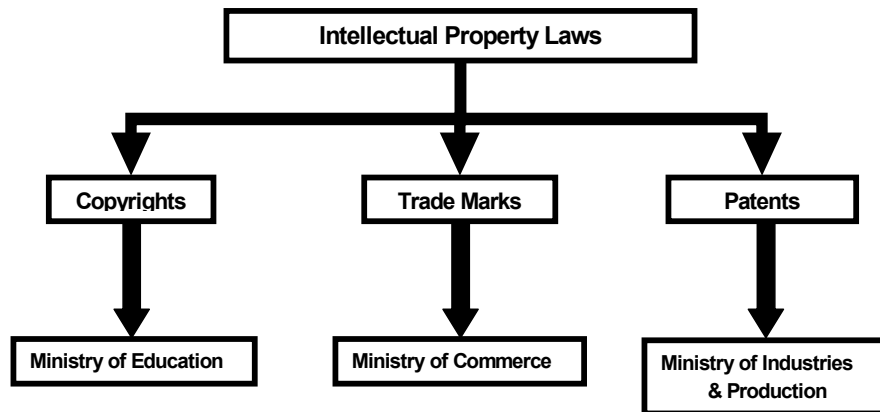 Intellectual Property Laws
Copyrights
Trade Marks
Patents
Ministry of Education
Ministry of Commerce
Ministry of Industries
& Production